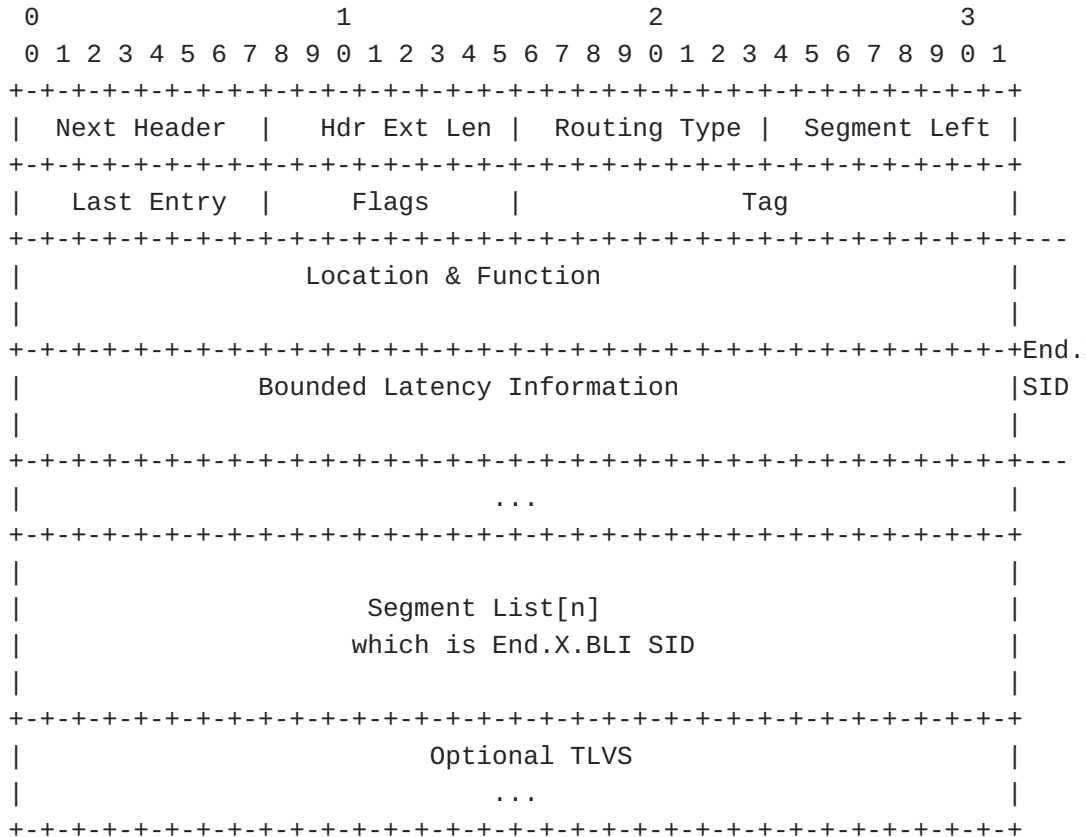 0                   1                   2                   3
 0 1 2 3 4 5 6 7 8 9 0 1 2 3 4 5 6 7 8 9 0 1 2 3 4 5 6 7 8 9 0 1
+-+-+-+-+-+-+-+-+-+-+-+-+-+-+-+-+-+-+-+-+-+-+-+-+-+-+-+-+-+-+-+-+
|  Next Header  |   Hdr Ext Len |  Routing Type |  Segment Left |
+-+-+-+-+-+-+-+-+-+-+-+-+-+-+-+-+-+-+-+-+-+-+-+-+-+-+-+-+-+-+-+-+
|   Last Entry  |     Flags     |              Tag              |
+-+-+-+-+-+-+-+-+-+-+-+-+-+-+-+-+-+-+-+-+-+-+-+-+-+-+-+-+-+-+-+-+---
|                  Location & Function                          |
|                                                               |
+-+-+-+-+-+-+-+-+-+-+-+-+-+-+-+-+-+-+-+-+-+-+-+-+-+-+-+-+-+-+-+-+End.
|               Bounded Latency Information                     |SID
|                                                               |
+-+-+-+-+-+-+-+-+-+-+-+-+-+-+-+-+-+-+-+-+-+-+-+-+-+-+-+-+-+-+-+-+---
|                              ...                              |
+-+-+-+-+-+-+-+-+-+-+-+-+-+-+-+-+-+-+-+-+-+-+-+-+-+-+-+-+-+-+-+-+
|                                                               |
|                      Segment List[n]                          |
|                     which is End.X.BLI SID                    |
|                                                               |
+-+-+-+-+-+-+-+-+-+-+-+-+-+-+-+-+-+-+-+-+-+-+-+-+-+-+-+-+-+-+-+-+
|                          Optional TLVS                        |
|                              ...                              |
+-+-+-+-+-+-+-+-+-+-+-+-+-+-+-+-+-+-+-+-+-+-+-+-+-+-+-+-+-+-+-+-+